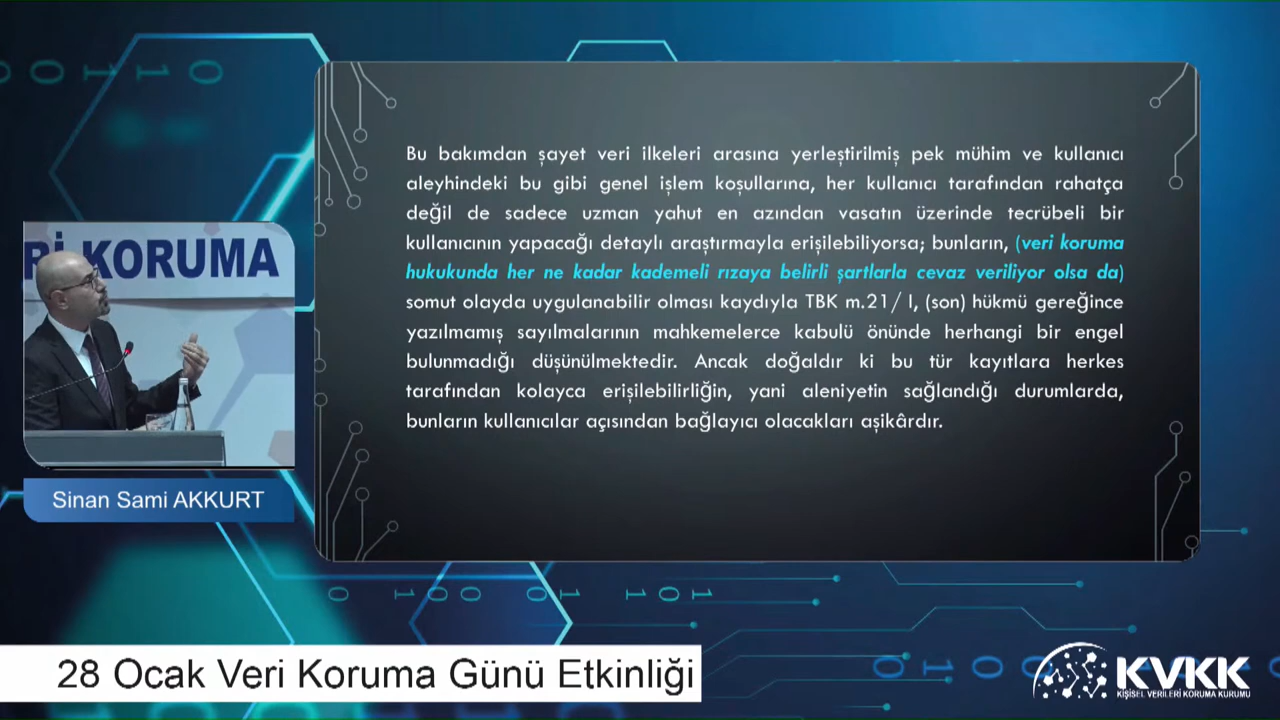 Bu bakımdan şayet veri ilkeleri arasına yerleştirilmiş pek mühim ve kullanıcı
aleyhindeki bu gibi genel işlem koşullarına, her kullanıcı tarafından rahatça
değil de sadece uzman yahut en azından vasatın üzerinde tecrübeli bir
kullanıcının yapacağı detaylı araştırmayla erişilebiliyorsa; bunların, (veri koruma
hukukunda her ne kadar kademeli rızaya belirli şartlarla cevaz veriliyor olsa da)
somut olayda uygulanabilir olması kaydıyla TBK m.21/ I, (son) hükmü gereğince
yazılmamış sayılmalarının mahkemelerce kabulü önünde herhangi bir engel
bulunmadığı düşünülmektedir. Ancak doğaldır ki bu tür kayıtlara herkes
tarafından kolayca erişilebilirliğin, yani aleniyetin sağlandığı durumlarda,
bunların kullanıcılar açısından bağlayıcı olacakları aşikârdır.
Rİ KORUMA
Sinan Sami AKKURT
28 Ocak Veri Koruma Günü Etkinliği
KVKK
KİŞİSEL VERİLERİ KORUMA KURUMU